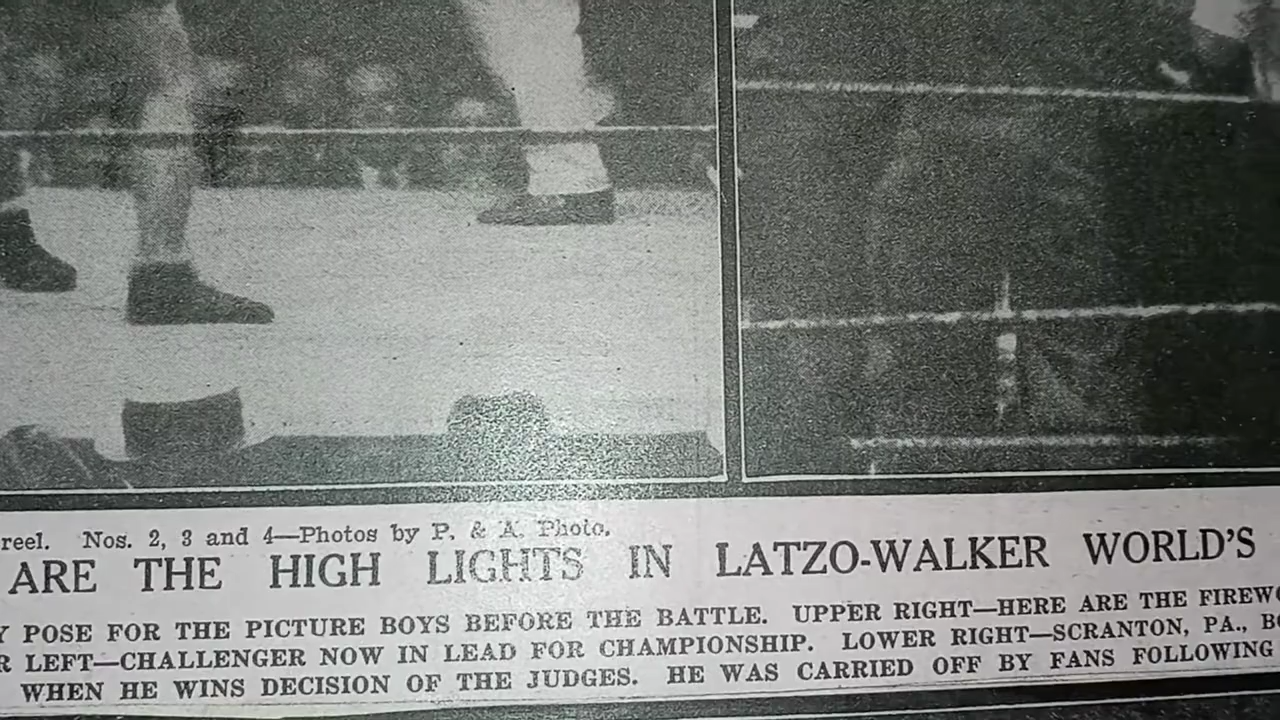 reel. Nos. 2, 3 and 4—Photos by P. & A. Photo.
ARE THE HIGH LIGHTS IN LATZO-WALKER WORLD'S
Y POSE FOR THE PICTURE BOYS BEFORE THE BATTLE. UPPER RIGHT—HERE ARE THE FIREWO
R LEFT—CHALLENGER NOW IN LEAD FOR CHAMPIONSHIP. LOWER RIGHT—SCRANTON, PA., BO
WHEN HE WINS DECISION OF THE JUDGES. HE WAS CARRIED OFF BY FANS FOLLOWING